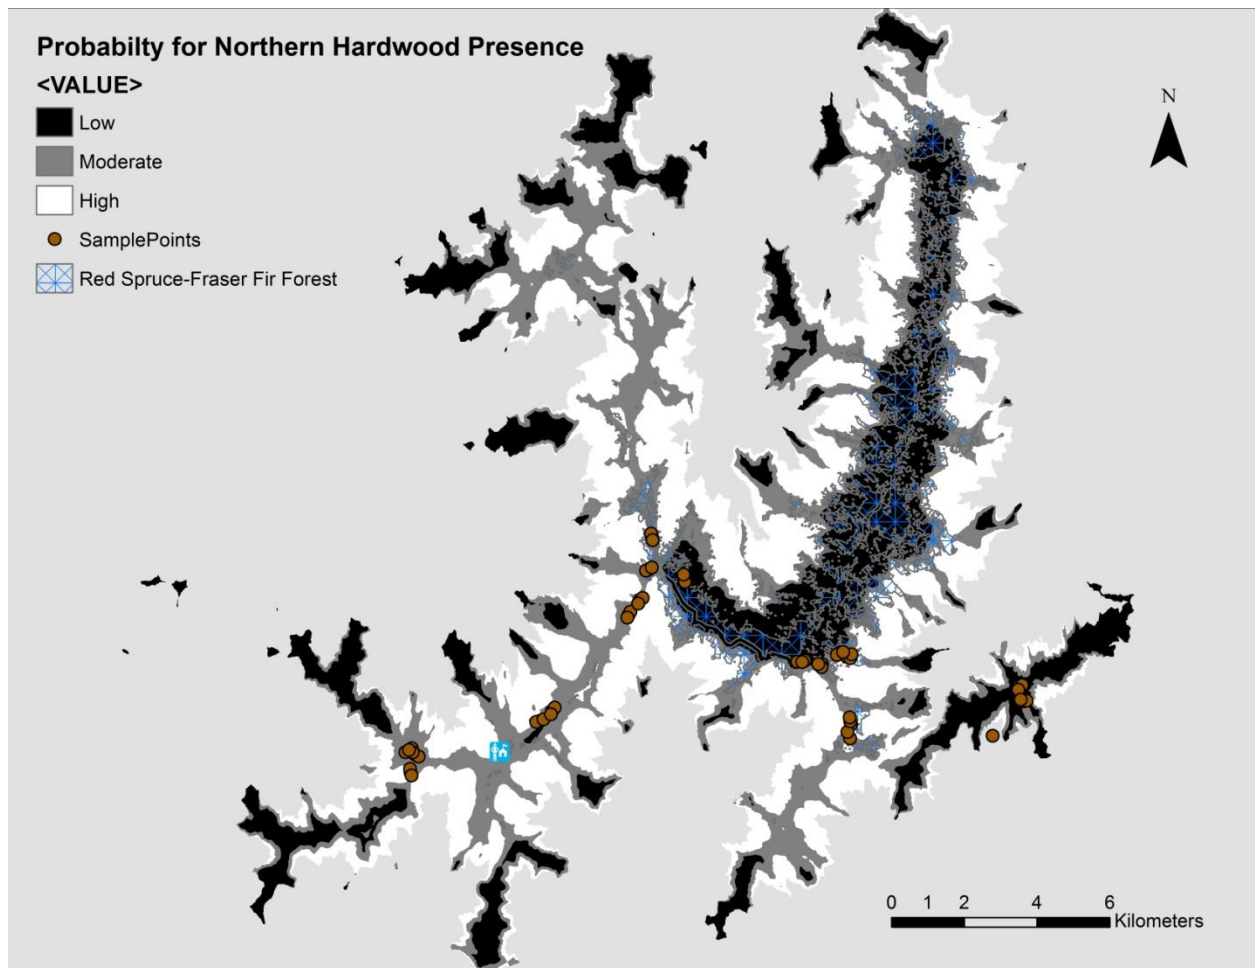 Probabilty for Northern Hardwood Presence
<VALUE>
Low
Moderate
High
SamplePoints
Red Spruce-Fraser Fir Forest
N
0 1 2 4 6
Kilometers